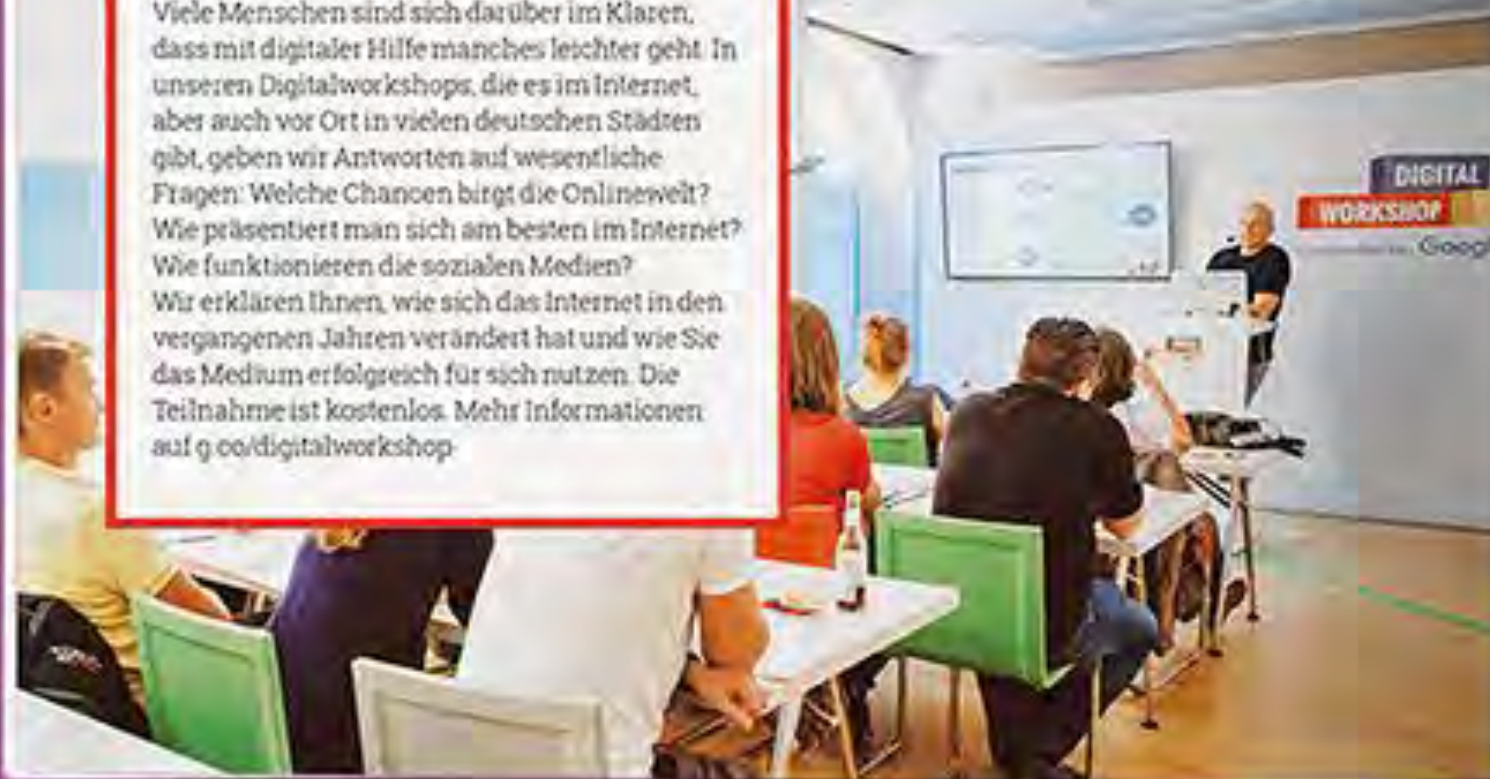 Viele Menschen sind sich darüber im Klaren,
dass mit digitaler Hilfe manches leichter geht. In
unseren Digitalworkshops, die es im Internet,
aber auch vor Ort in vielen deutschen Städten
gibt, geben wir Antworten auf wesentliche
Fragen: Welche Chancen birgt die Onlinewelt?
Wie präsentiert man sich am besten im Internet?
Wie funktionieren die sozialen Medien?
Wir erklären Ihnen, wie sich das Internet in den
vergangenen Jahren verändert hat und wie Sie
das Medium erfolgreich für sich nutzen. Die
Teilnahme ist kostenlos. Mehr Informationen
auf g.co/digitalworkshop
DIGITAL
WORKSHOP
Googl